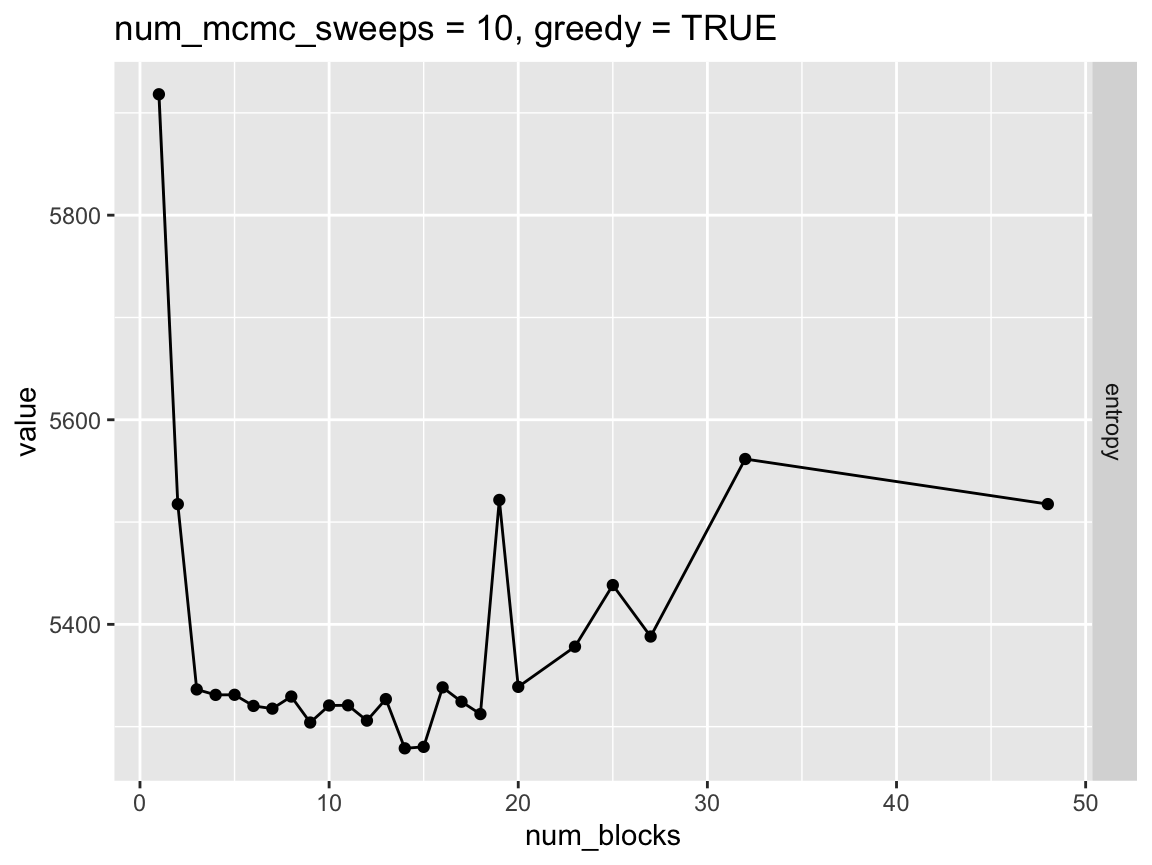 num_mcmc_sweeps = 10, greedy = TRUE
value
5800
5600
5400
entropy
0
10
20
30
40
50
num_blocks